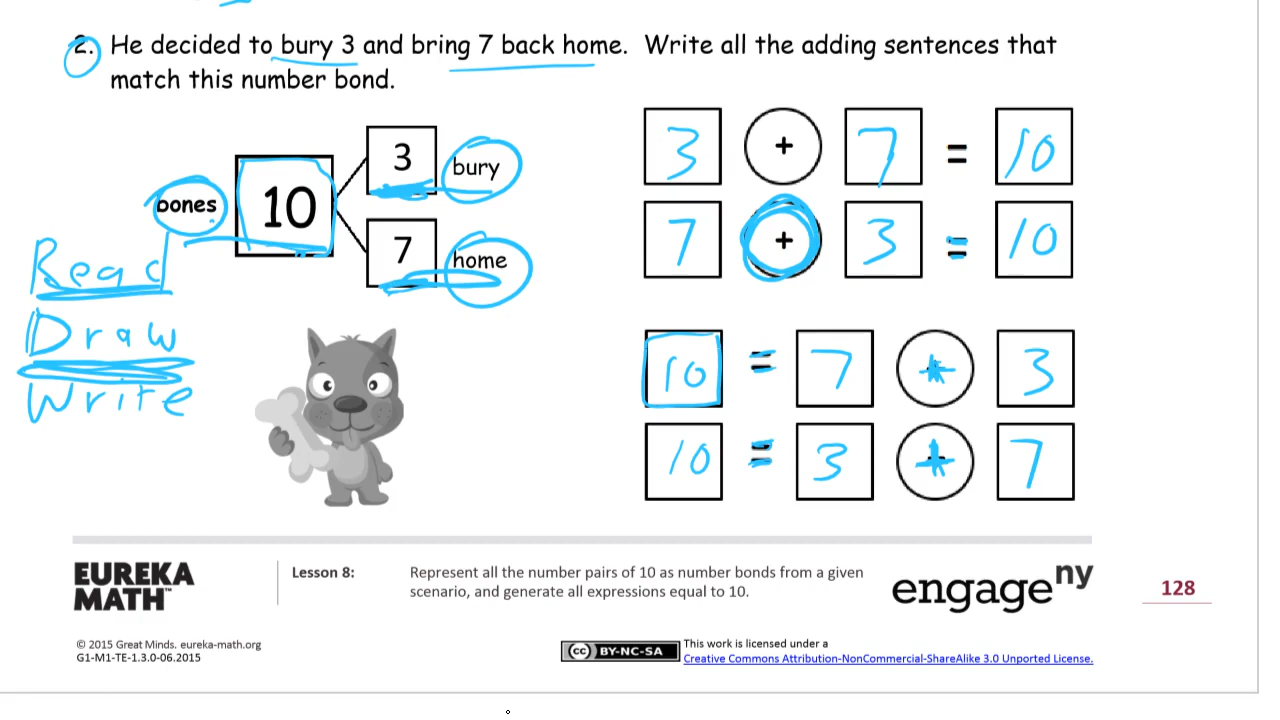 2. He decided to bury 3 and bring 7 back home. Write all the adding sentences that
match this number bond.
bones 10 3 bury
7 home
3 + 7 = 10
7 + 3 = 10
10 = 7 + 3
10 = 3 + 7
Read
Draw
Write
EUREKA
MATH™
Lesson 8:
Represent all the number pairs of 10 as number bonds from a given
scenario, and generate all expressions equal to 10.
engageny
128
© 2015 Great Minds. eureka-math.org
G1-M1-TE-1.3.0-06.2015
cc BY-NC-SA
This work is licensed under a
Creative Commons Attribution-NonCommercial-ShareAlike 3.0 Unported License.